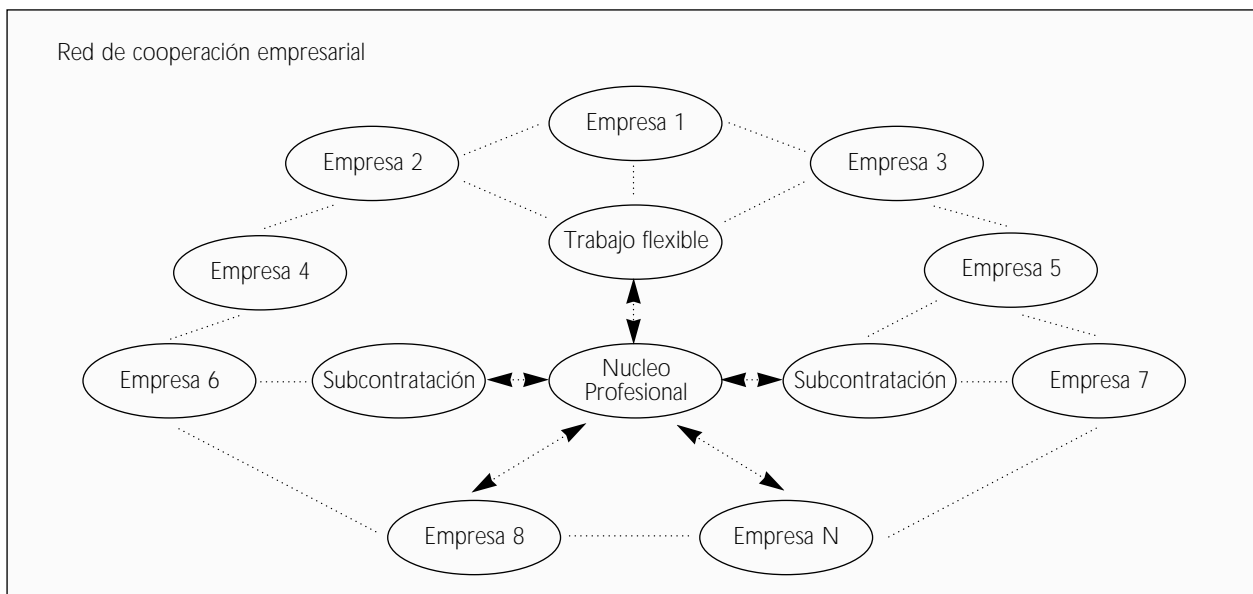 Red de cooperación empresarial
Empresa 1
Empresa 2
Empresa 3
Trabajo flexible
Empresa 4
Empresa 5
Empresa 6
Subcontratación
Nucleo
Profesional
Subcontratación
Empresa 7
Empresa 8
Empresa N